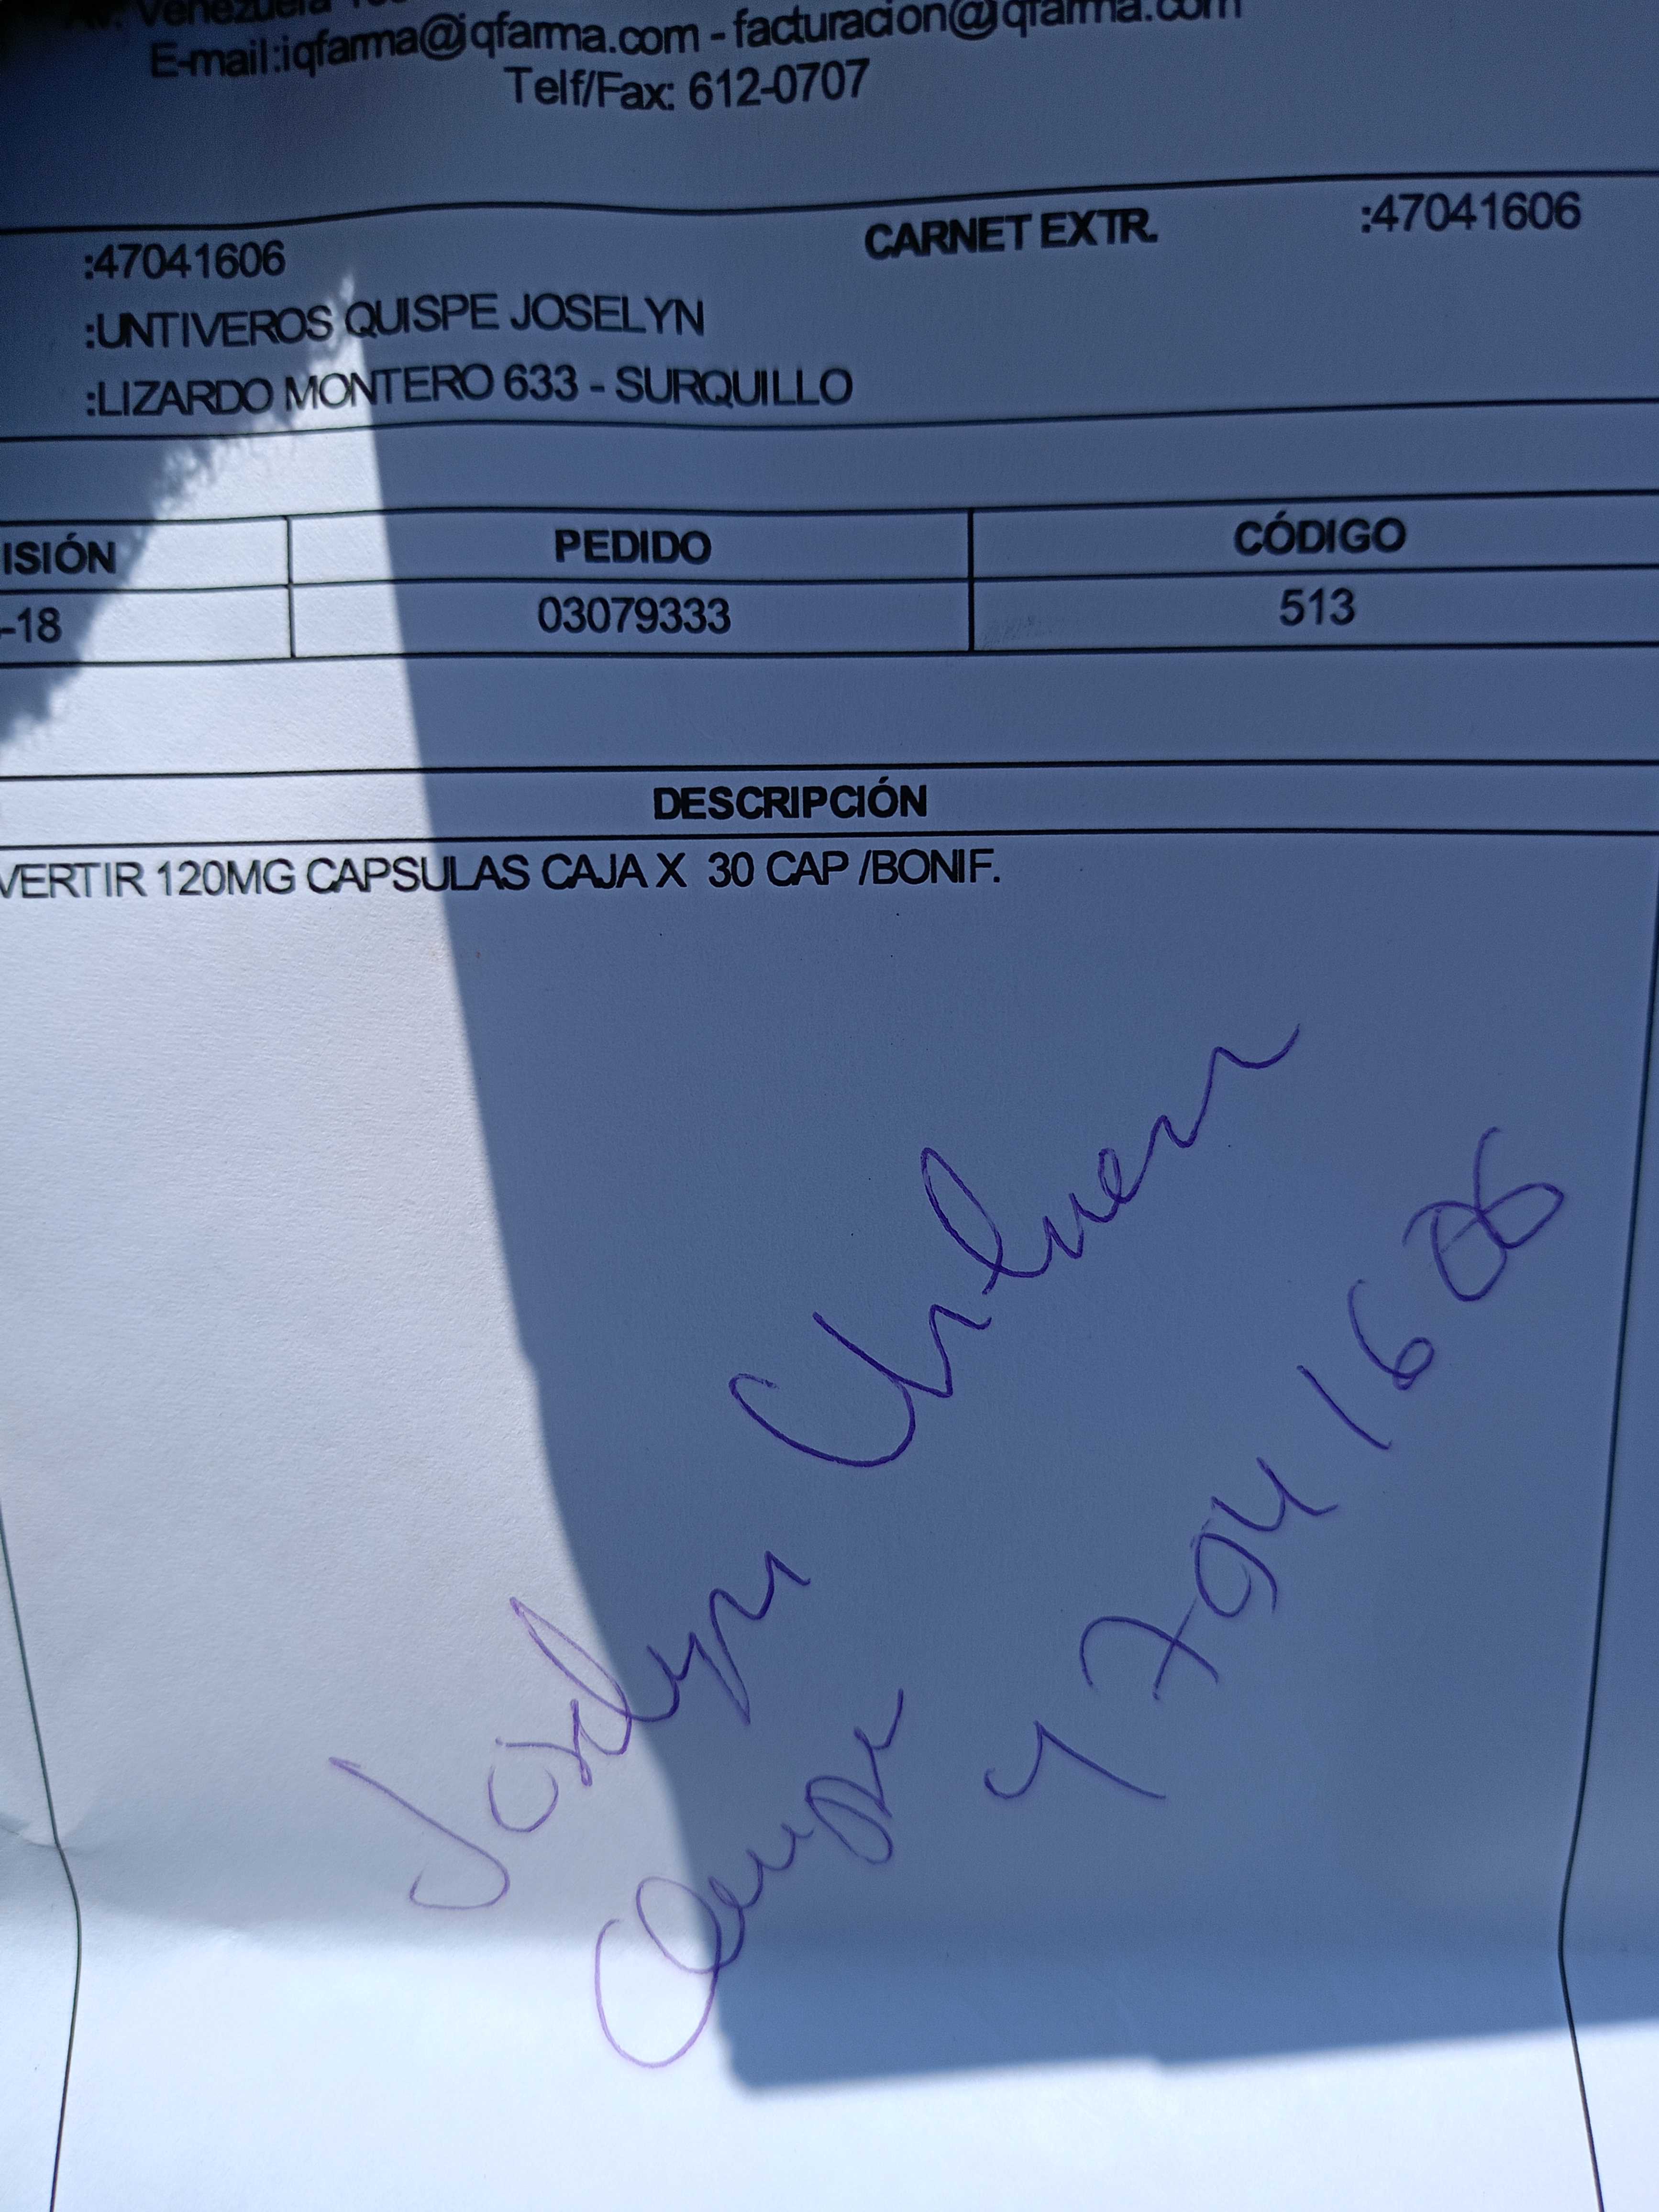 Av. Venezuela
E-mail:iqfarma@iqfarma.com - facturacion@iqfarma.com
Telf/Fax: 612-0707
:47041606 CARNET EXTR. :47041606
:UNTIVEROS QUISPE JOSELYN
:LIZARDO MONTERO 633 - SURQUILLO
ISIÓN PEDIDO CÓDIGO
-18 03079333 513
DESCRIPCIÓN
VERTIR 120MG CAPSULAS CAJA X 30 CAP /BONIF.
Joselyn
47041606